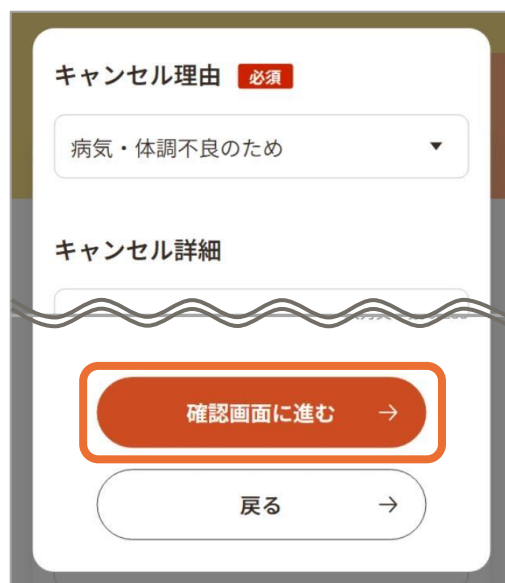 キャンセル理由 必須
病気・体調不良のため
キャンセル詳細
確認画面に進む
戻る